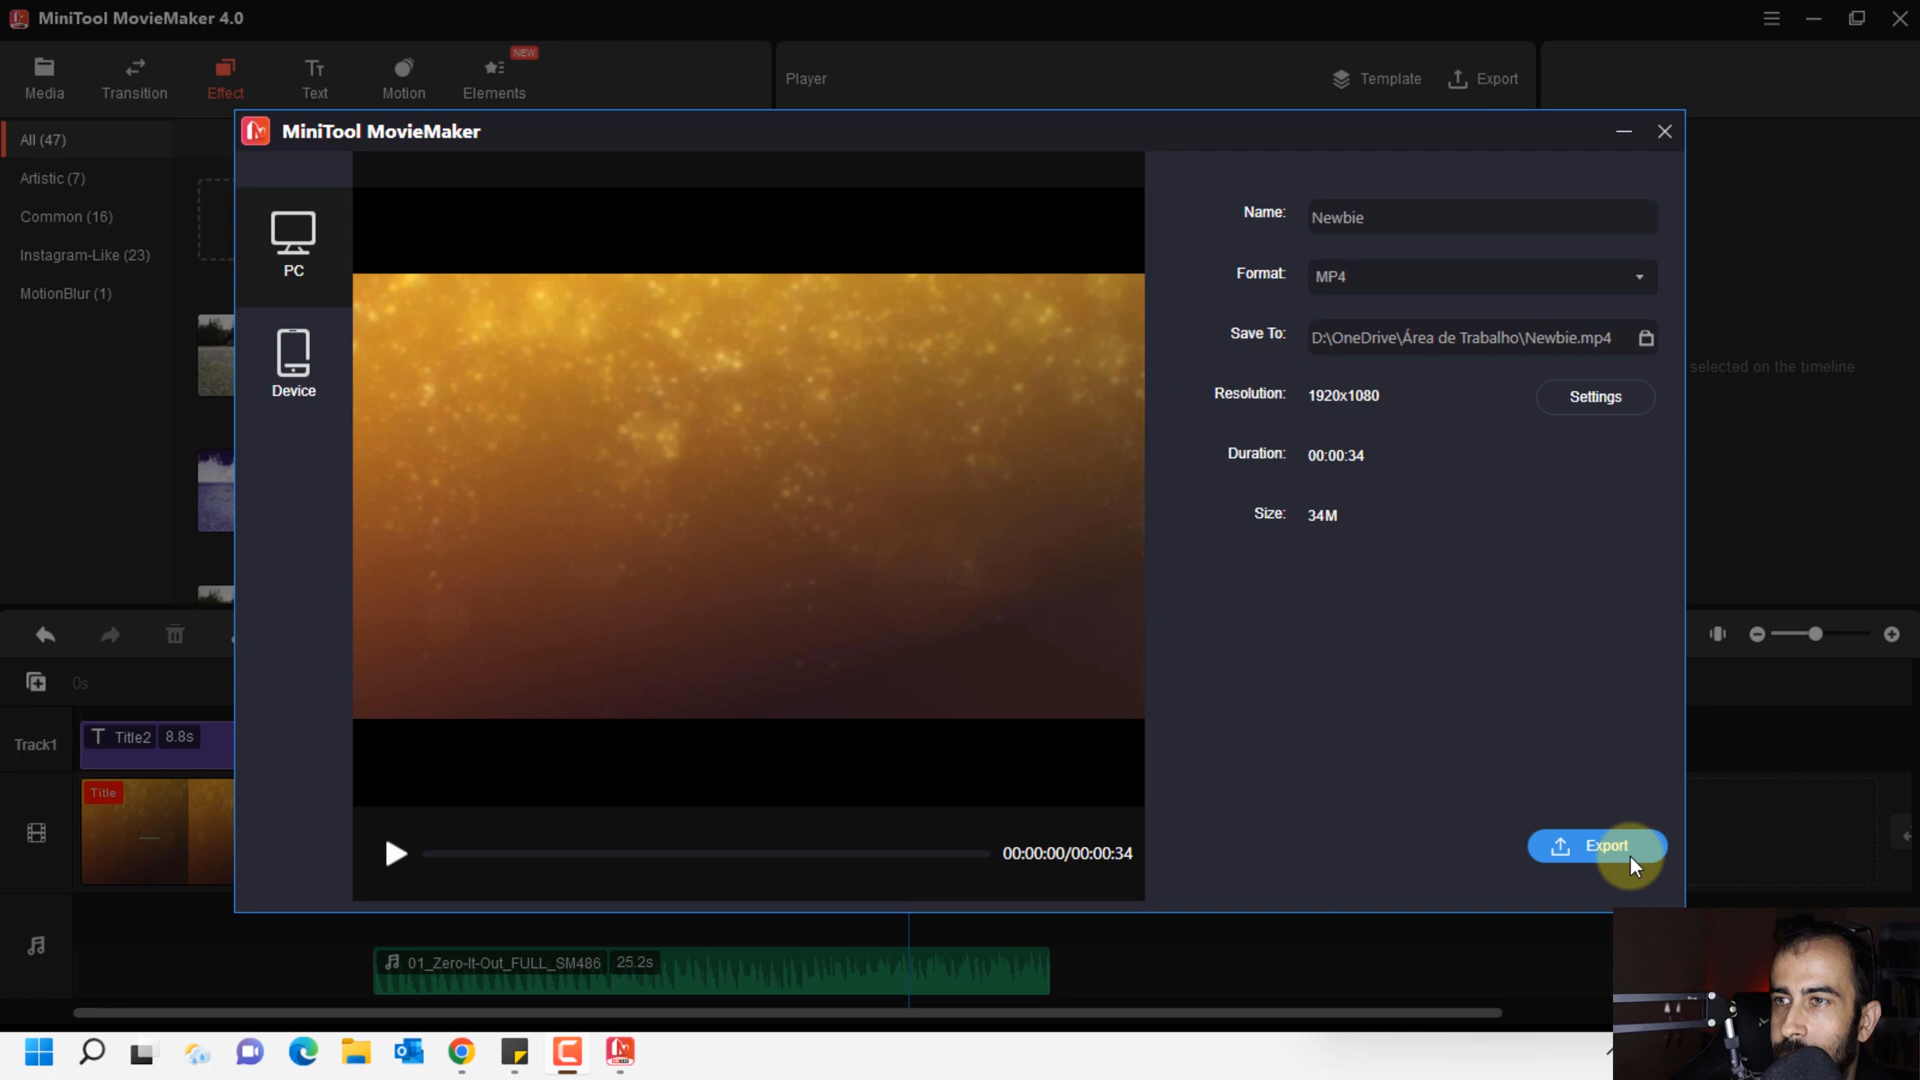 MiniTool MovieMaker 4.0
Media
Transition
Effect
Text
Motion
NEW
Elements
Player
Template
Export
All (47)
Artistic (7)
Common (16)
Instagram-Like (23)
MotionBlur (1)
MiniTool MovieMaker
PC
Device
Name:
Newbie
Format:
MP4
Save To:
D:\OneDrive\Área de Trabalho\Newbie.mp4
Resolution:
1920x1080
Settings
Duration:
00:00:34
Size:
34M
selected on the timeline
00:00:00/00:00:34
Export
0s
Track1
Title2 8.8s
Title
01_Zero-It-Out_FULL_SM486 25.2s